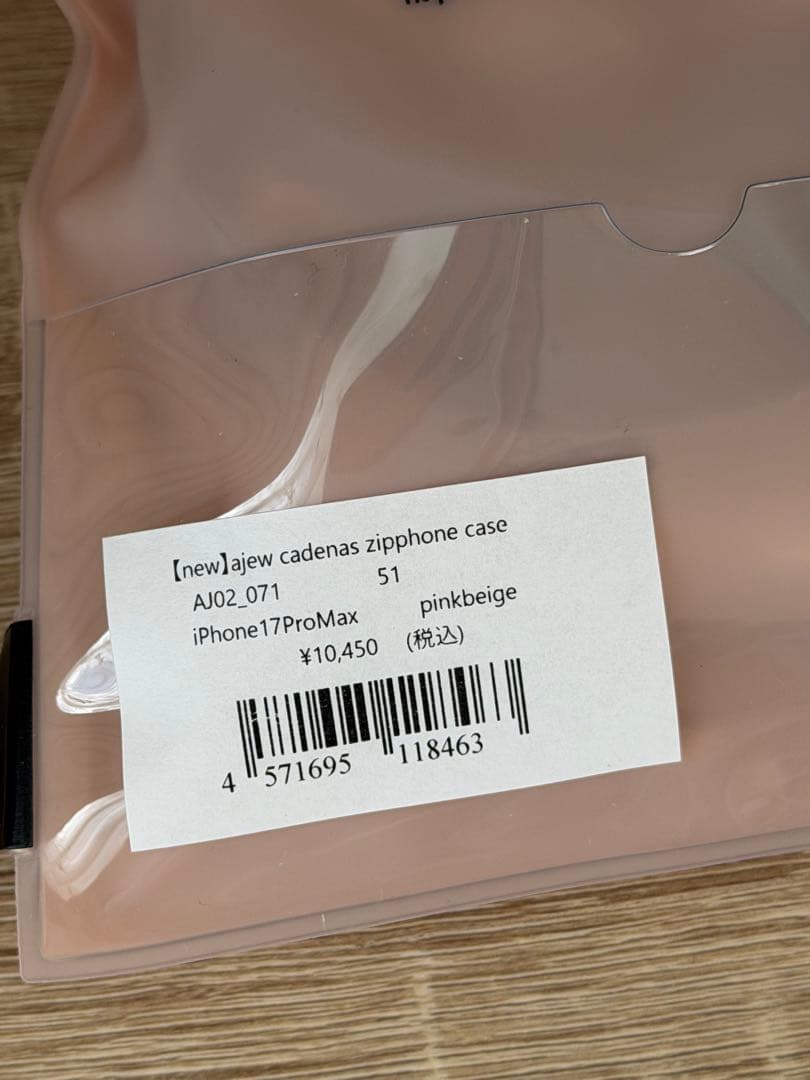 【new】ajew cadenas zipphone case
AJ02_071 51
iPhone17ProMax pinkbeige
¥10,450 (税込)
4 571695 118463